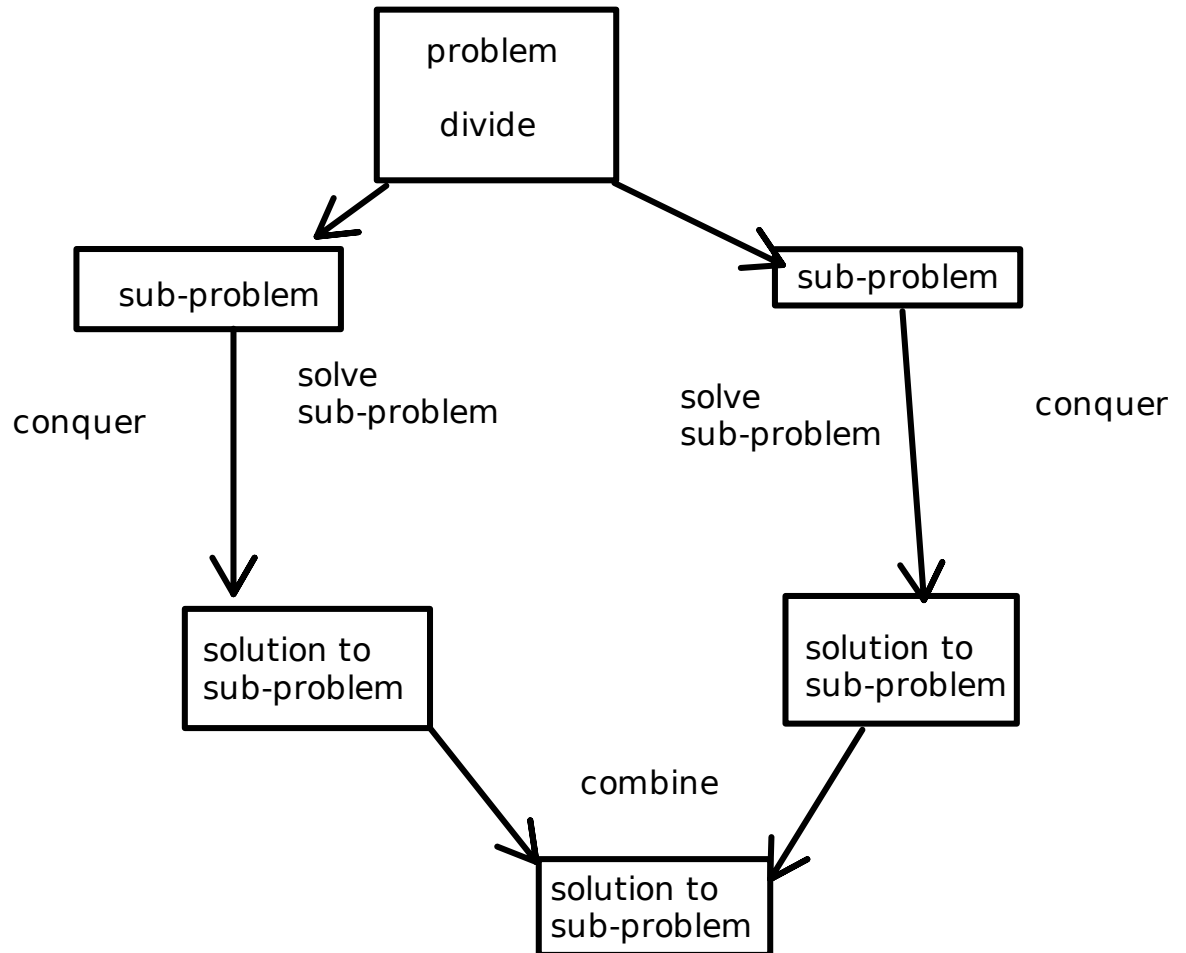 problem
divide
sub-problem
sub-problem
conquer
solve
sub-problem
solve
sub-problem
conquer
solution to
sub-problem
solution to
sub-problem
combine
solution to
sub-problem